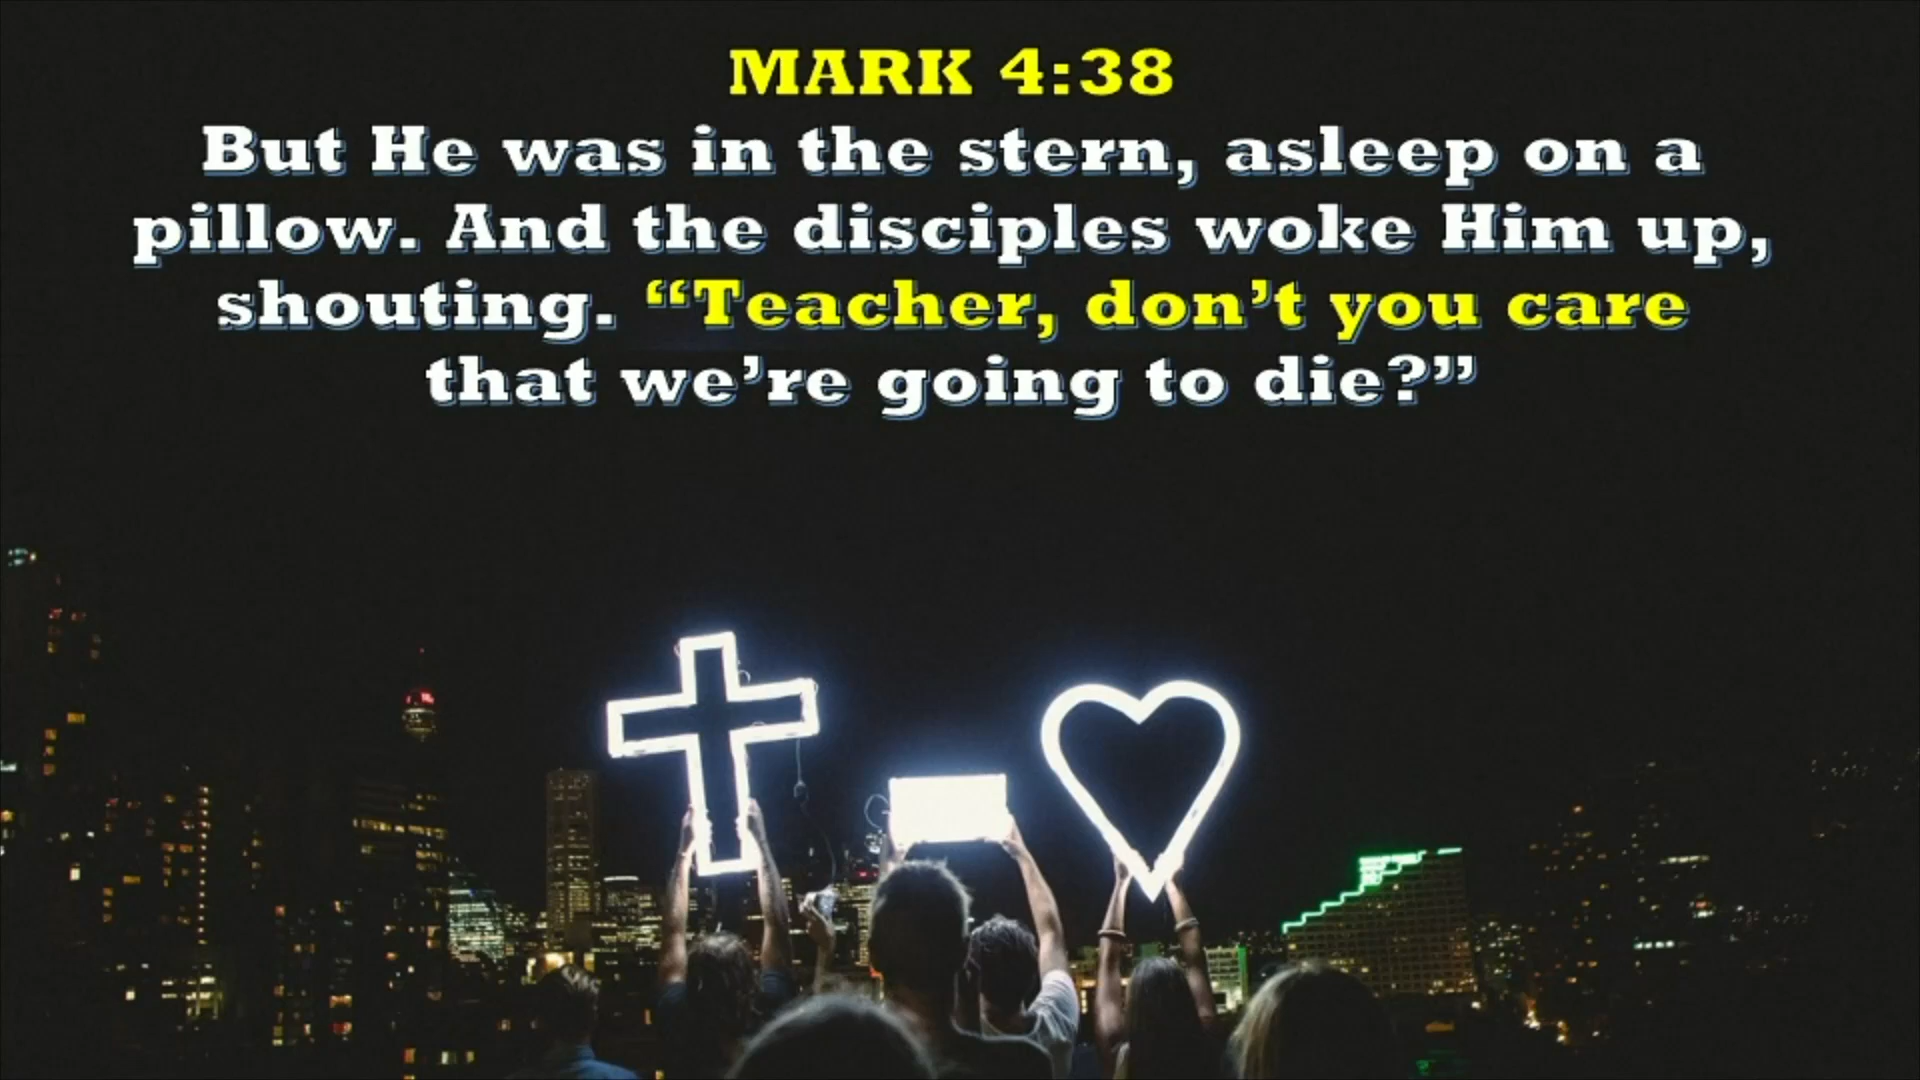 MARK 4:38
But He was in the stern, asleep on a
pillow. And the disciples woke Him up,
shouting. “Teacher, don’t you care
that we’re going to die?”